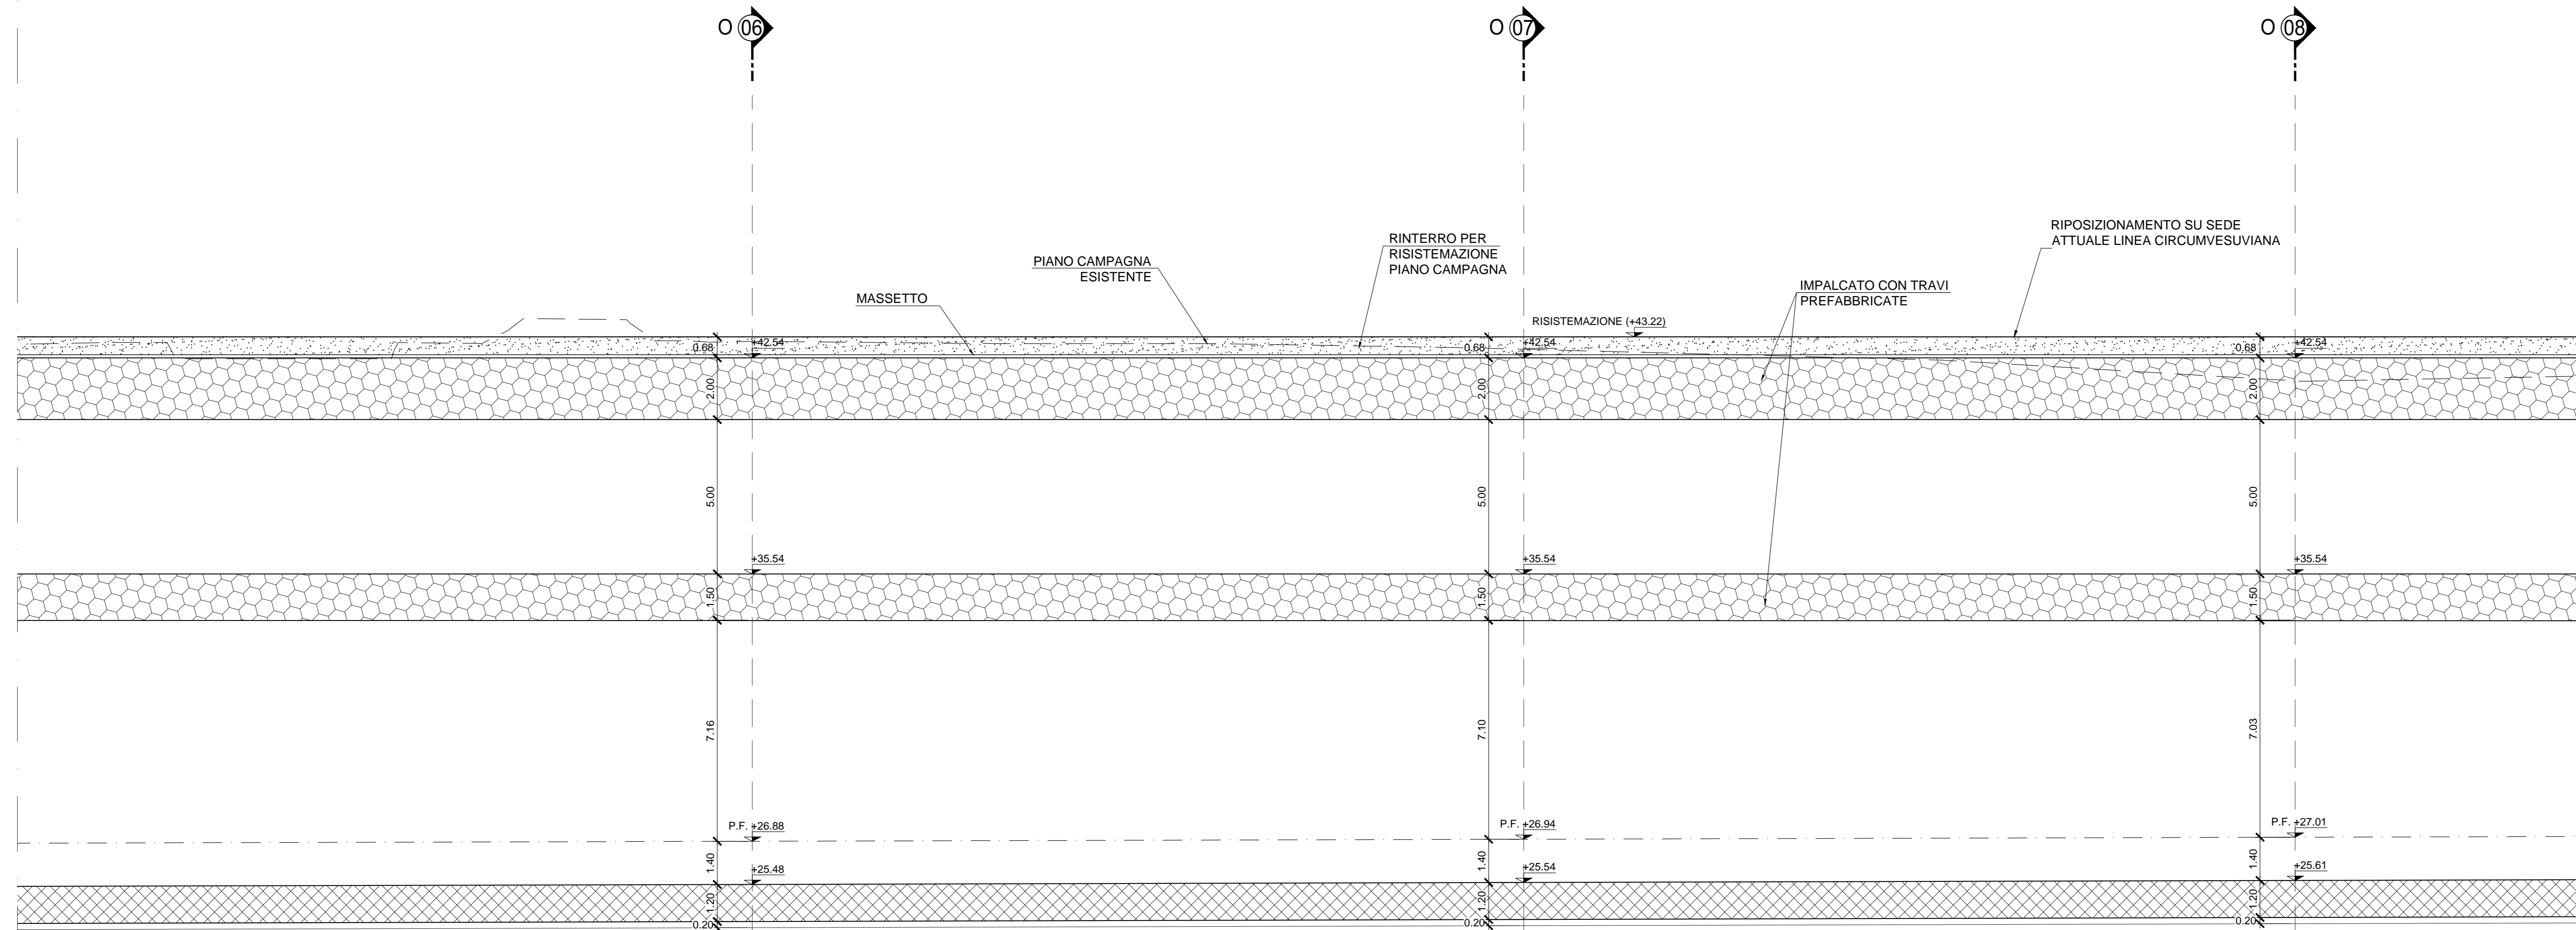 O 06
O 07
O 08
RIPOSIZIONAMENTO SU SEDE
ATTUALE LINEA CIRCUMVESUVIANA
RINTERRO PER
RISISTEMAZIONE
PIANO CAMPAGNA
PIANO CAMPAGNA
ESISTENTE
IMPALCATO CON TRAVI
PREFABBRICATE
MASSETTO
RISISTEMAZIONE (+43.22)
0.68
+42.54
0.68
+42.54
0.68
+42.54
2.00
2.00
2.00
5.00
5.00
5.00
+35.54
+35.54
+35.54
1.50
1.50
1.50
7.16
7.10
7.03
P.F. +26.88
P.F. +26.94
P.F. +27.01
1.40
+25.48
1.40
+25.54
1.40
+25.61
1.20
1.20
1.20
0.20
0.20
0.20